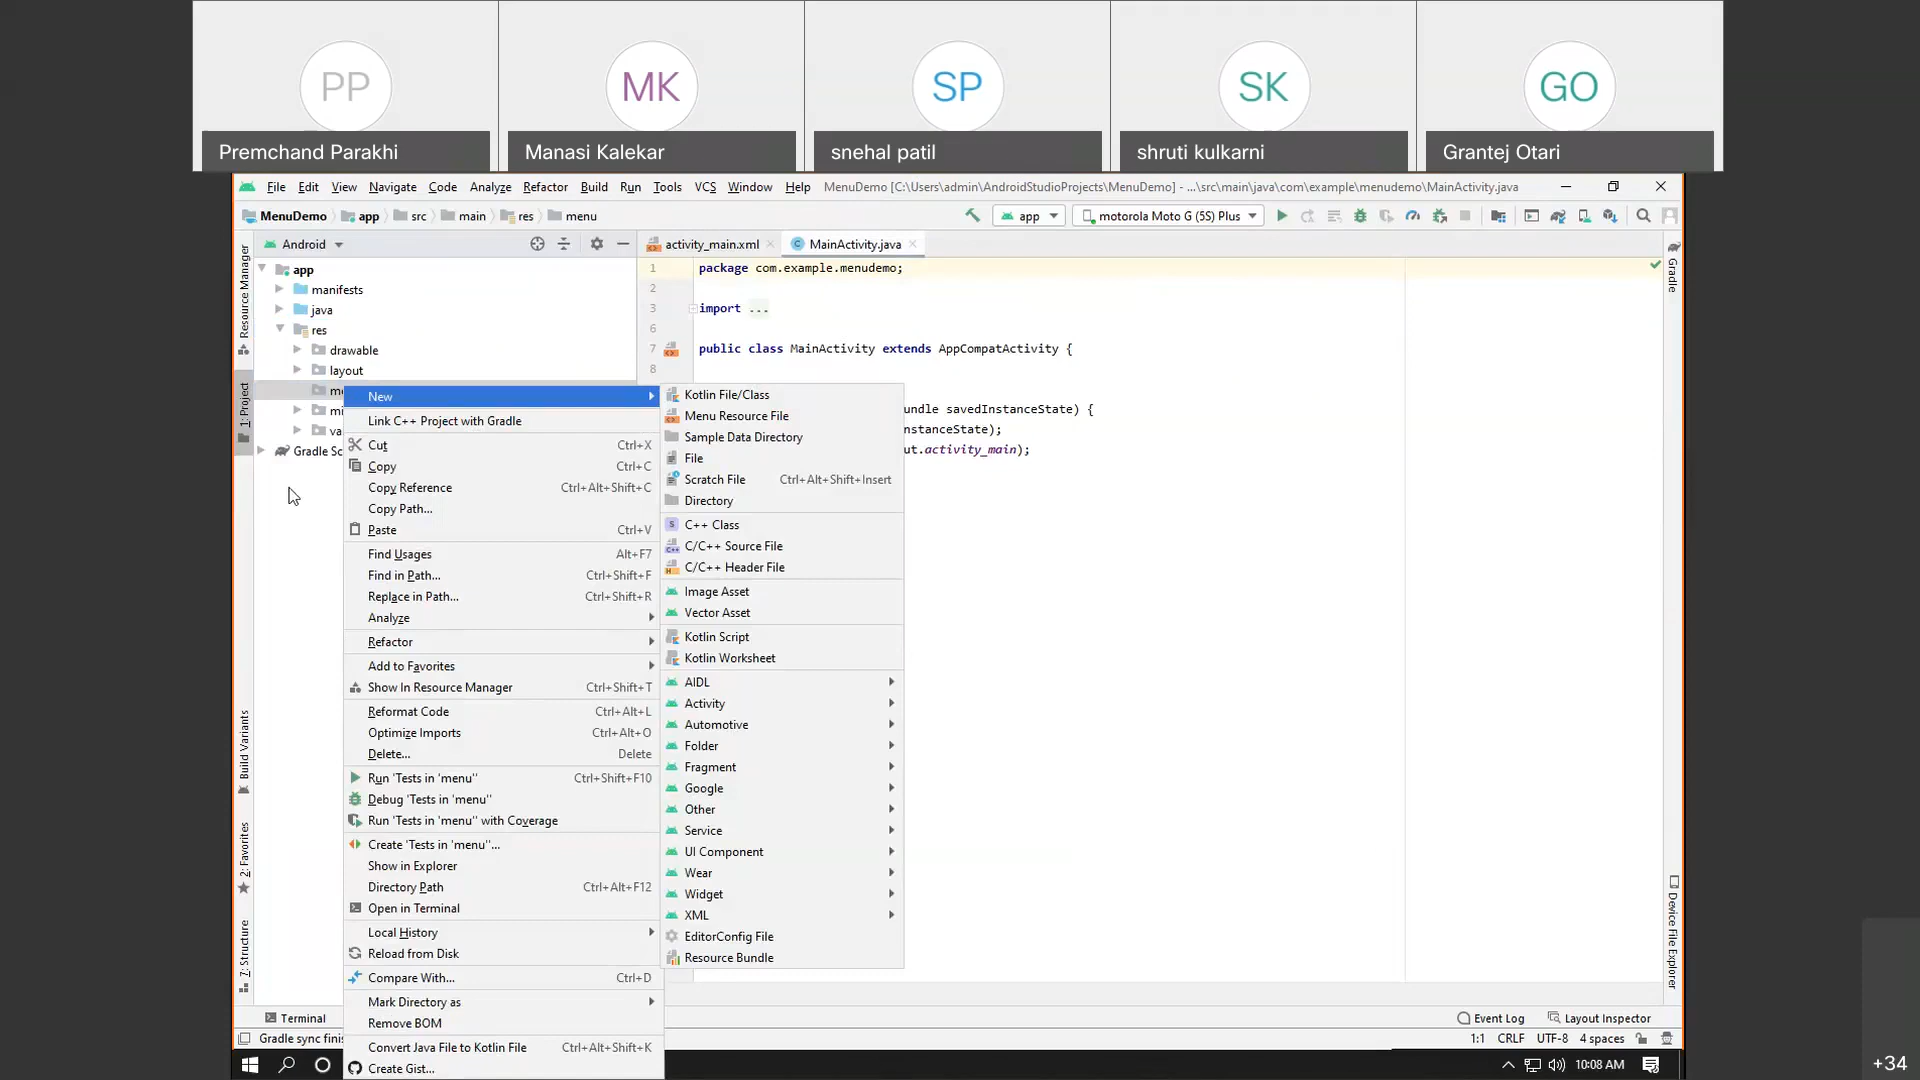 PP
MK
SP
SK
GO
Premchand Parakhi
Manasi Kalekar
snehal patil
shruti kulkarni
Grantej Otari
File Edit View Navigate Code Analyze Refactor Build Run Tools VCS Window Help MenuDemo [C:\Users\admin\AndroidStudioProjects\MenuDemo] - ...\src\main\java\com\example\menudemo\MainActivity.java
MenuDemo app src main res menu app motorola Moto G (5S) Plus
Android activity_main.xml MainActivity.java
Resource Manager
1: Project
Build Variants
2: Favorites
7: Structure
app
manifests
java
res
drawable
layout
me
mi
va
Gradle Sc
1 package com.example.menudemo;
2
3 import ...
6
7 public class MainActivity extends AppCompatActivity {
8
undle savedInstanceState) {
nstanceState);
ut.activity_main);
New
Link C++ Project with Gradle
Cut Ctrl+X
Copy Ctrl+C
Copy Reference Ctrl+Alt+Shift+C
Copy Path...
Paste Ctrl+V
Find Usages Alt+F7
Find in Path... Ctrl+Shift+F
Replace in Path... Ctrl+Shift+R
Analyze
Refactor
Add to Favorites
Show In Resource Manager Ctrl+Shift+T
Reformat Code Ctrl+Alt+L
Optimize Imports Ctrl+Alt+O
Delete... Delete
Run 'Tests in 'menu'' Ctrl+Shift+F10
Debug 'Tests in 'menu''
Run 'Tests in 'menu'' with Coverage
Create 'Tests in 'menu''...
Show in Explorer
Directory Path Ctrl+Alt+F12
Open in Terminal
Local History
Reload from Disk
Compare With... Ctrl+D
Mark Directory as
Remove BOM
Convert Java File to Kotlin File Ctrl+Alt+Shift+K
Create Gist...
Kotlin File/Class
Menu Resource File
Sample Data Directory
File
Scratch File Ctrl+Alt+Shift+Insert
Directory
C++ Class
C/C++ Source File
C/C++ Header File
Image Asset
Vector Asset
Kotlin Script
Kotlin Worksheet
AIDL
Activity
Automotive
Folder
Fragment
Google
Other
Service
UI Component
Wear
Widget
XML
EditorConfig File
Resource Bundle
Gradle
Device File Explorer
Terminal Event Log Layout Inspector
Gradle sync finis 1:1 CRLF UTF-8 4 spaces
10:08 AM
+34